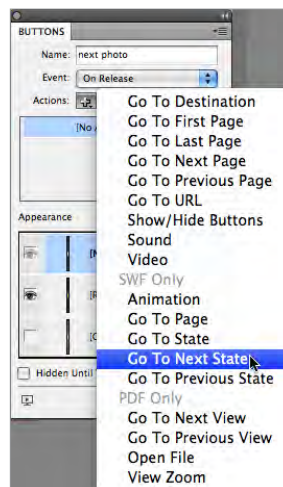 BUTTONS
Name: next photo
Event: On Release
Actions:
[No A
Go To Destination
Go To First Page
Go To Last Page
Go To Next Page
Go To Previous Page
Go To URL
Show/Hide Buttons
Sound
Video
SWF Only
Animation
Go To Page
Go To State
Go To Next State
Go To Previous State
PDF Only
Go To Next View
Go To Previous View
Open File
View Zoom
Appearance
[N
[R
[C
Hidden Until